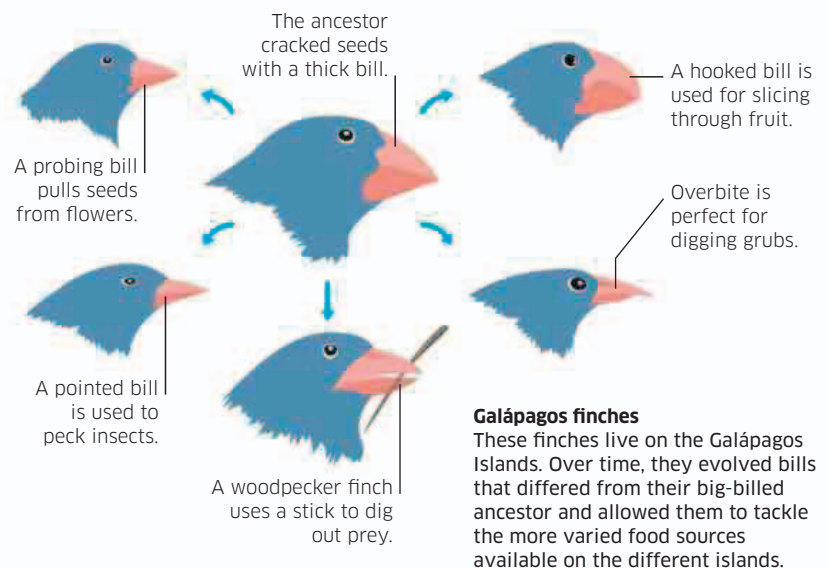 The ancestor
cracked seeds
with a thick bill.
A hooked bill is
used for slicing
through fruit.
A probing bill
pulls seeds
from flowers.
Overbite is
perfect for
digging grubs.
A pointed bill
is used to
peck insects.
A woodpecker finch
uses a stick to dig
out prey.
Galápagos finches
These finches live on the Galápagos
Islands. Over time, they evolved bills
that differed from their big-billed
ancestor and allowed them to tackle
the more varied food sources
available on the different islands.